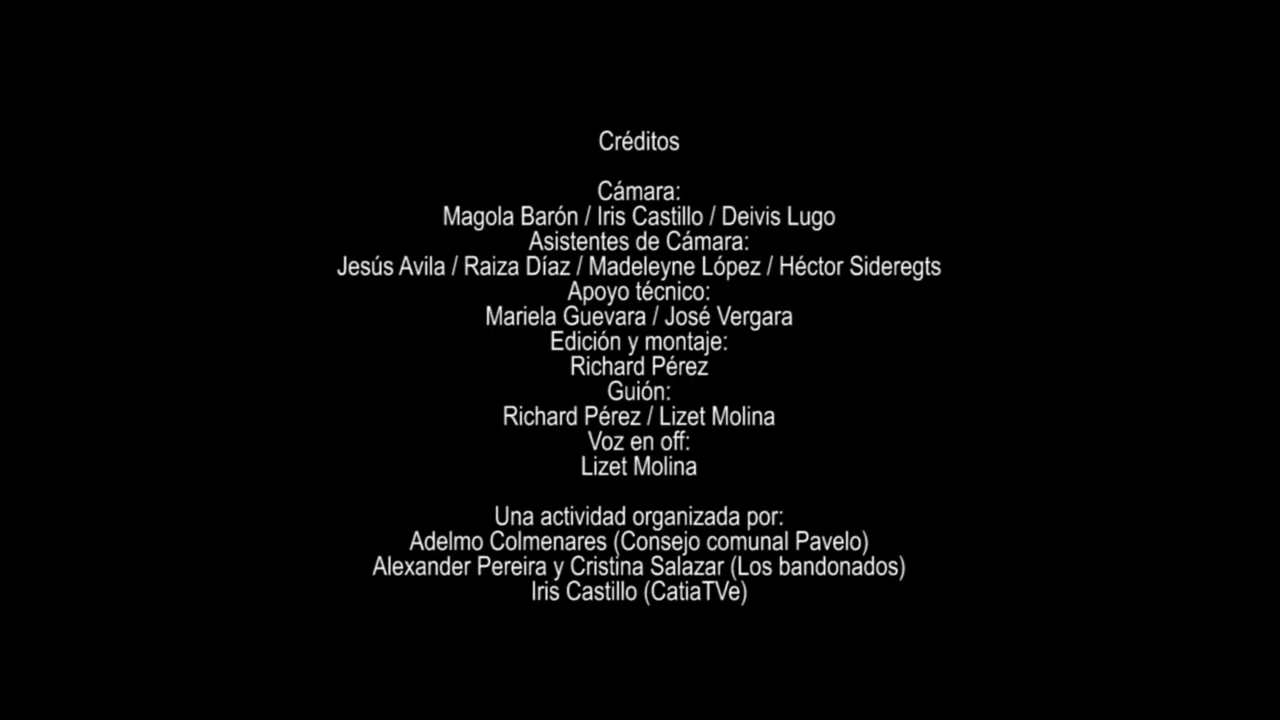 Créditos
Cámara:
Magola Barón / Iris Castillo / Deivis Lugo
Asistentes de Cámara:
Jesús Avila / Raiza Díaz / Madeleyne López / Héctor Sideregts
Apoyo técnico:
Mariela Guevara / José Vergara
Edición y montaje:
Richard Pérez
Guión:
Richard Pérez / Lizet Molina
Voz en off:
Lizet Molina
Una actividad organizada por:
Adelmo Colmenares (Consejo comunal Pavelo)
Alexander Pereira y Cristina Salazar (Los bandonados)
Iris Castillo (CatiaTVe)